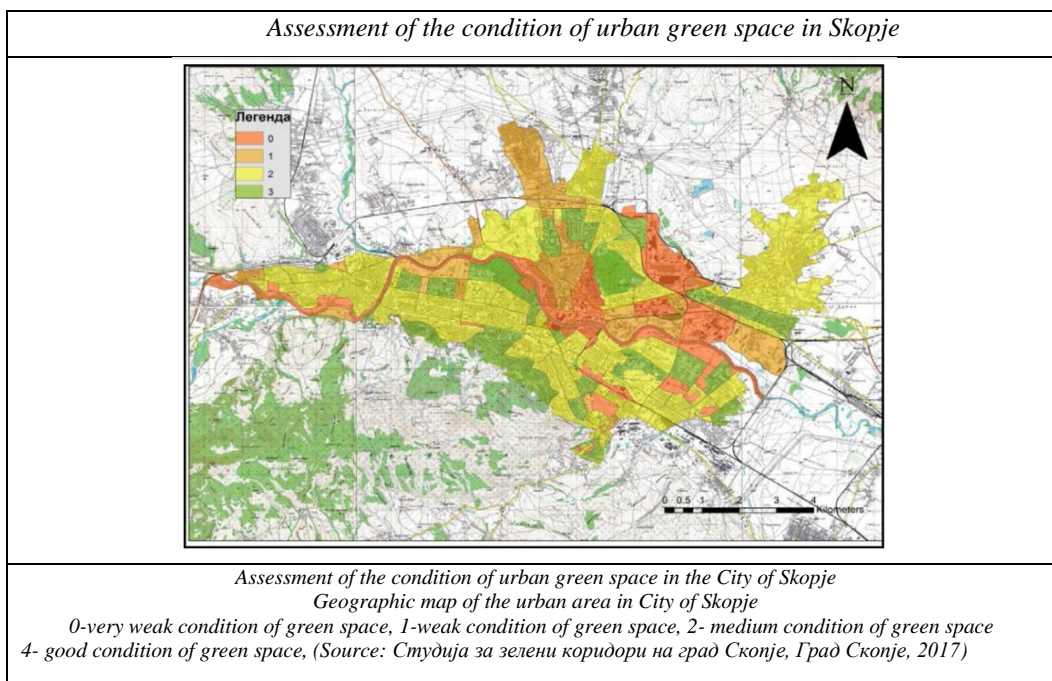 Assessment of the condition of urban green space in Skopje
N
Легенда
0
1
2
3
0 0.5 1 2 3 4
Kilometers
Assessment of the condition of urban green space in the City of Skopje
Geographic map of the urban area in City of Skopje
0-very weak condition of green space, 1-weak condition of green space, 2- medium condition of green space
4- good condition of green space, (Source: Студија за зелени коридори на град Скопје, Град Скопје, 2017)